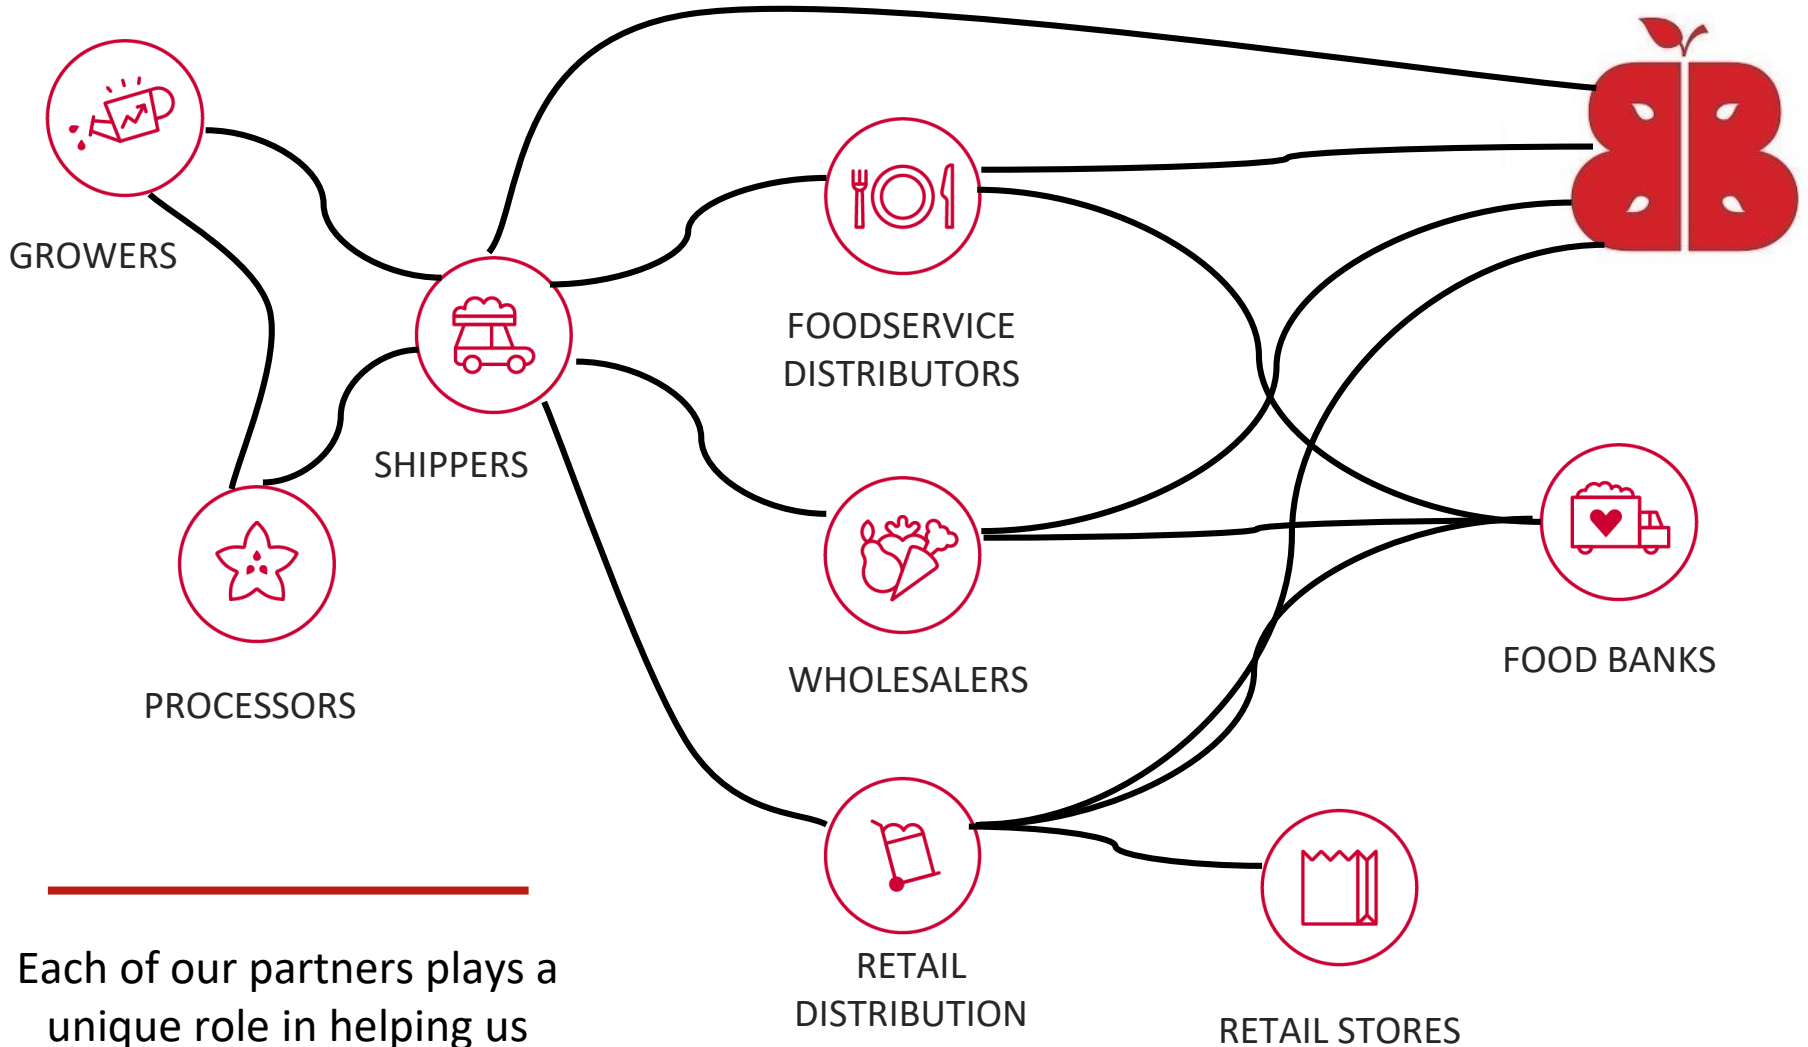 GROWERS
FOODSERVICE
DISTRIBUTORS
SHIPPERS
WHOLESALERS
FOOD BANKS
PROCESSORS
RETAIL
DISTRIBUTION
RETAIL STORES
Each of our partners plays a
unique role in helping us